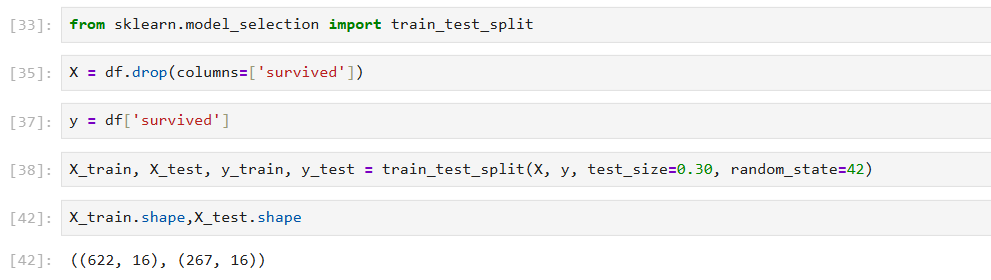 [33]: from sklearn.model_selection import train_test_split
[35]: X = df.drop(columns=['survived'])
[37]: y = df['survived']
[38]: X_train, X_test, y_train, y_test = train_test_split(X, y, test_size=0.30, random_state=42)
[42]: X_train.shape,X_test.shape
[42]: ((622, 16), (267, 16))